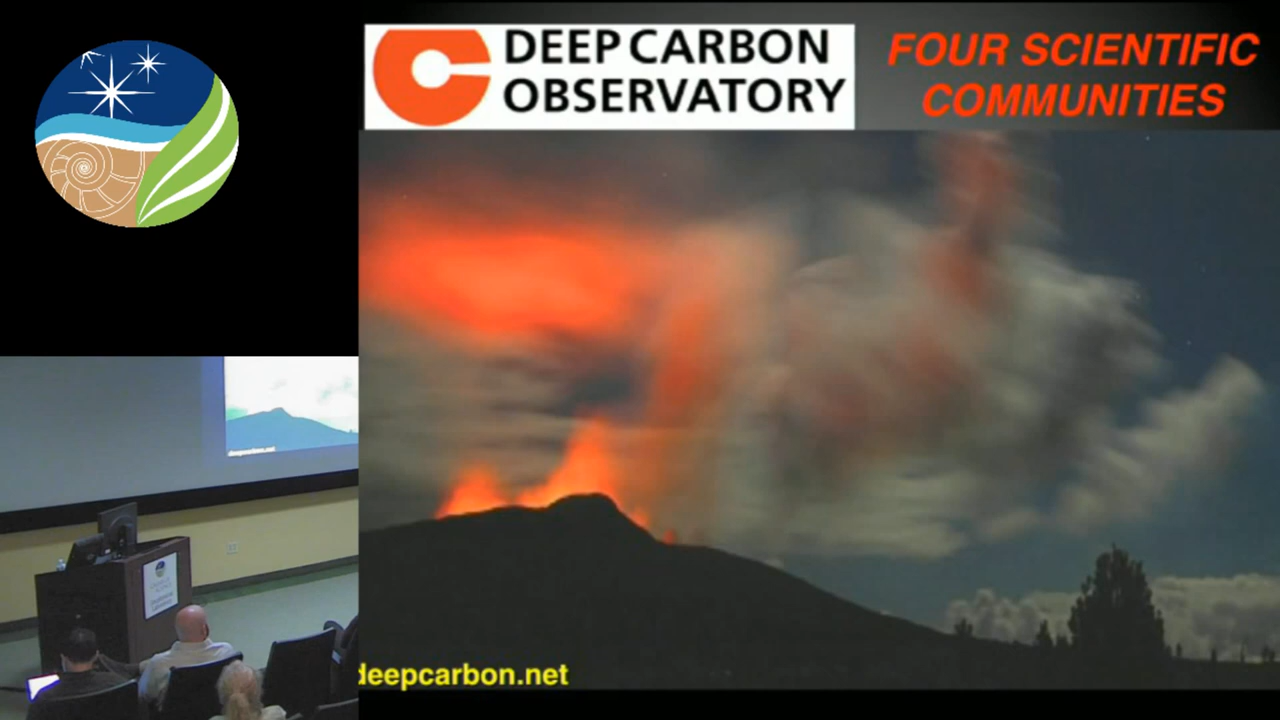 DEEP CARBON
OBSERVATORY
FOUR SCIENTIFIC
COMMUNITIES
deepcarbon.net